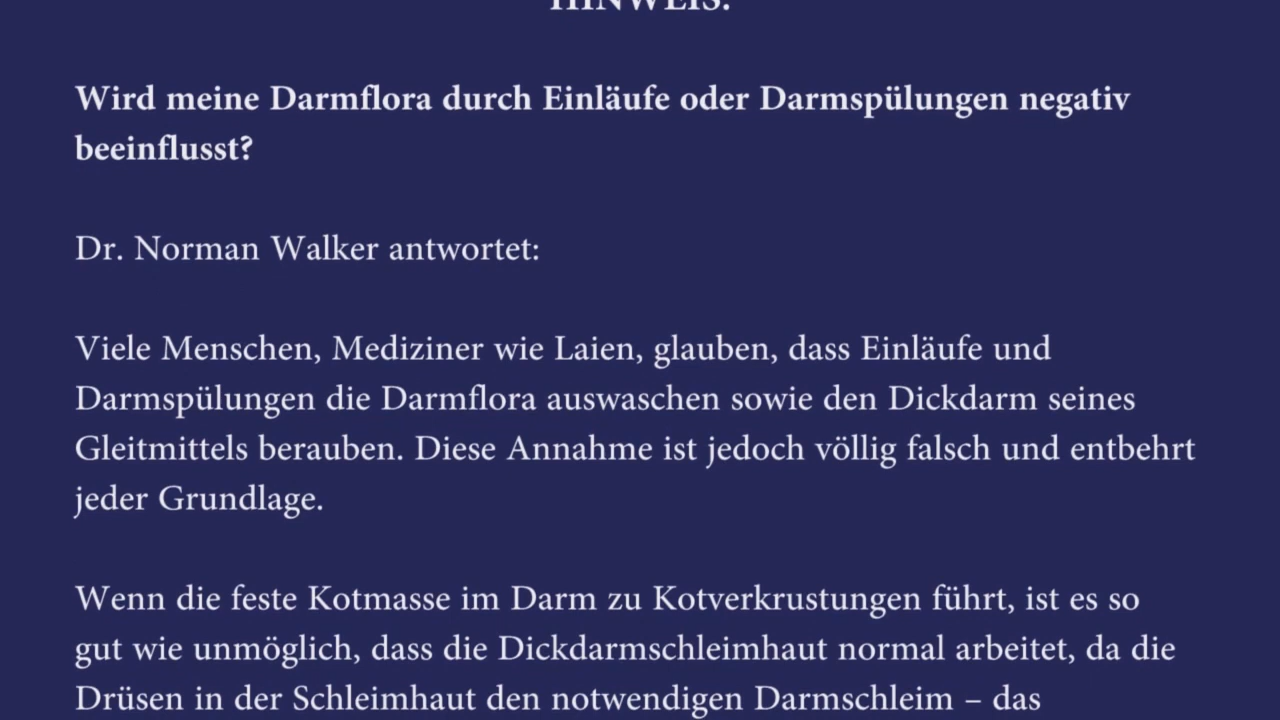 HINWEIS:
Wird meine Darmflora durch Einläufe oder Darmspülungen negativ
beeinflusst?
Dr. Norman Walker antwortet:
Viele Menschen, Mediziner wie Laien, glauben, dass Einläufe und
Darmspülungen die Darmflora auswaschen sowie den Dickdarm seines
Gleitmittels berauben. Diese Annahme ist jedoch völlig falsch und entbehrt
jeder Grundlage.
Wenn die feste Kotmasse im Darm zu Kotverkrustungen führt, ist es so
gut wie unmöglich, dass die Dickdarmschleimhaut normal arbeitet, da die
Drüsen in der Schleimhaut den notwendigen Darmschleim – das